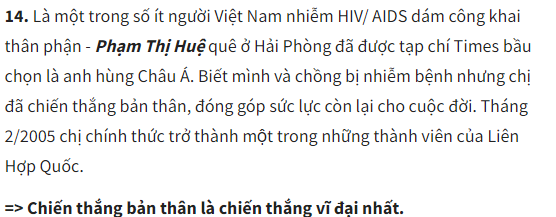 14. Là một trong số ít người Việt Nam nhiễm HIV/ AIDS dám công khai
thân phận - Phạm Thị Huệ quê ở Hải Phòng đã được tạp chí Times bầu
chọn là anh hùng Châu Á. Biết mình và chồng bị nhiễm bệnh nhưng chị
đã chiến thắng bản thân, đóng góp sức lực còn lại cho cuộc đời. Tháng
2/2005 chị chính thức trở thành một trong những thành viên của Liên
Hợp Quốc.
=> Chiến thắng bản thân là chiến thắng vĩ đại nhất.